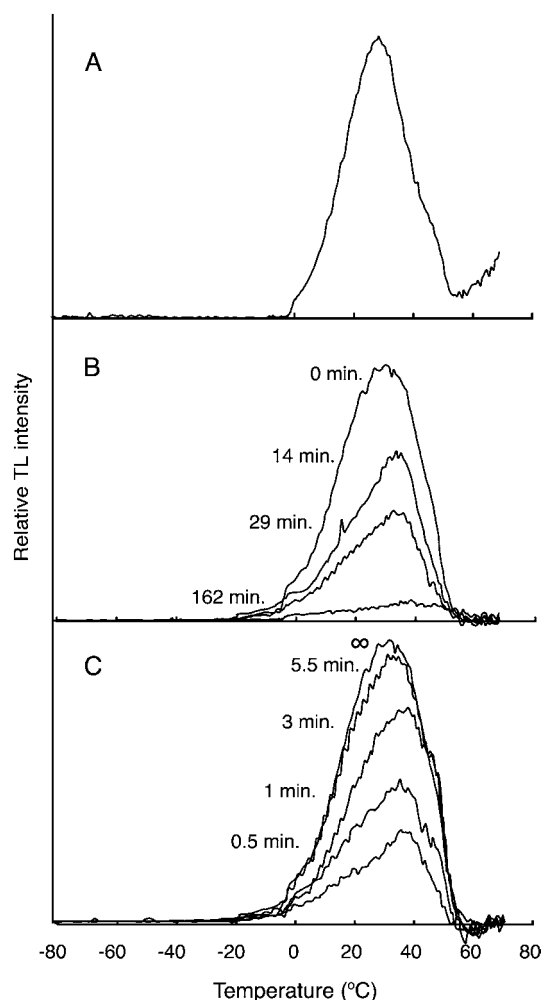 A
B
0 min.
14 min.
29 min.
162 min.
C
∞
5.5 min.
3 min.
1 min.
0.5 min.
Relative TL intensity
-80 -60 -40 -20 0 20 40 60 80
Temperature (°C)